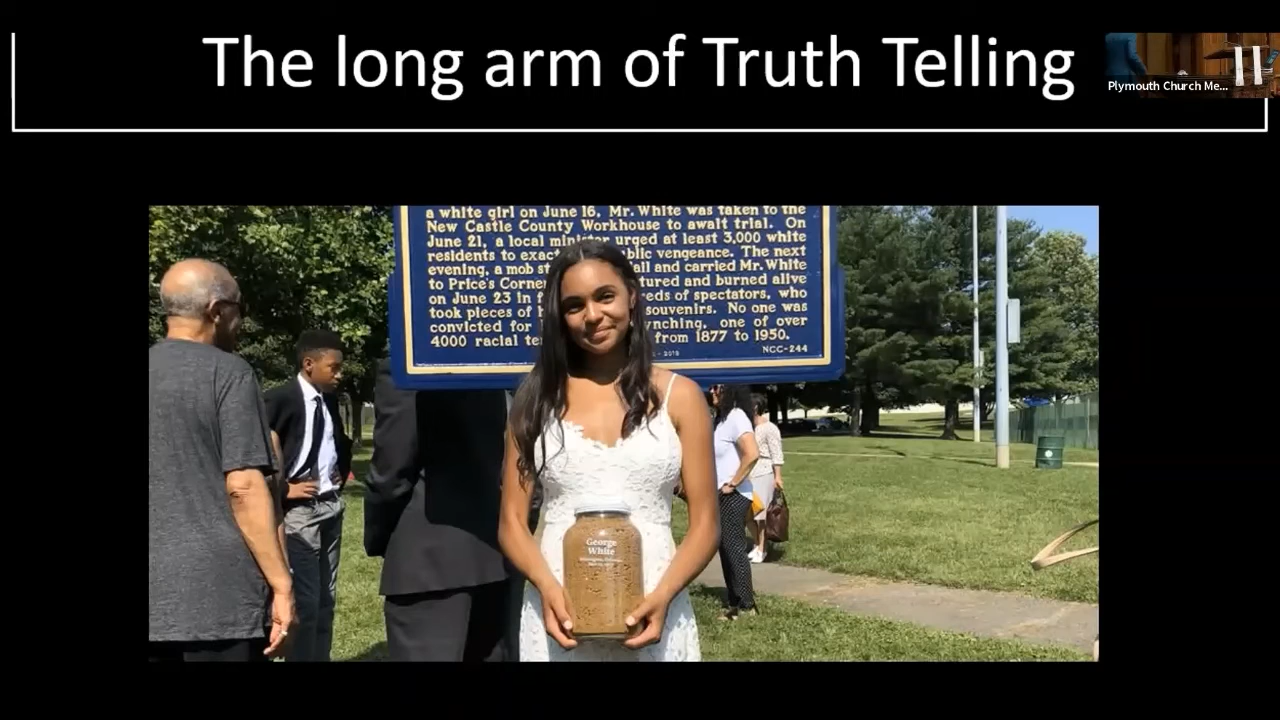 The long arm of Truth Telling
Plymouth Church Me...
a white girl on June 16, Mr. White was taken to the
New Castle County Workhouse to await trial. On
June 21, a local minister urged at least 3,000 white
residents to exact blic vengeance. The next
evening, a mob st ail and carried Mr. White
to Price's Corner tured and burned alive
on June 23 in f reds of spectators, who
took pieces of h souvenirs. No one was
convicted for ynching, one of over
4000 racial te from 1877 to 1950.
- 2019
NCC-244
George
White